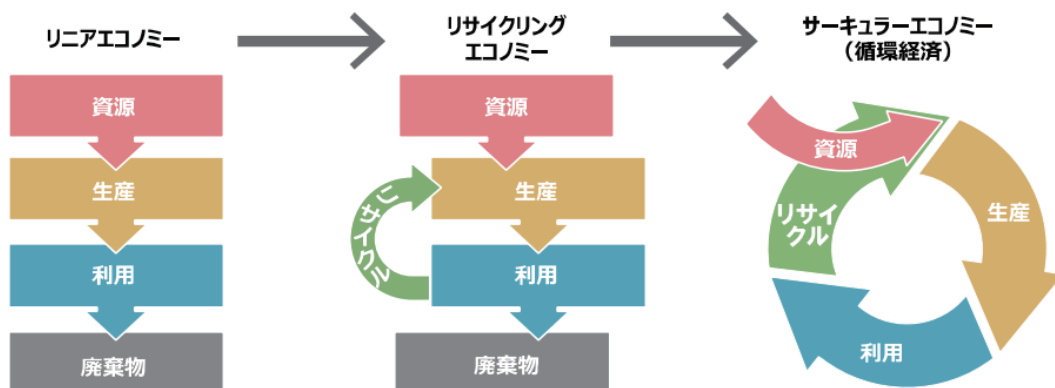 リニアエコノミー
資源
生産
利用
廃棄物
リサイクリング
エコノミー
資源
生産
リサイクル
利用
廃棄物
サーキュラーエコノミー
（循環経済）
資源
生産
リサイ
クル
利用